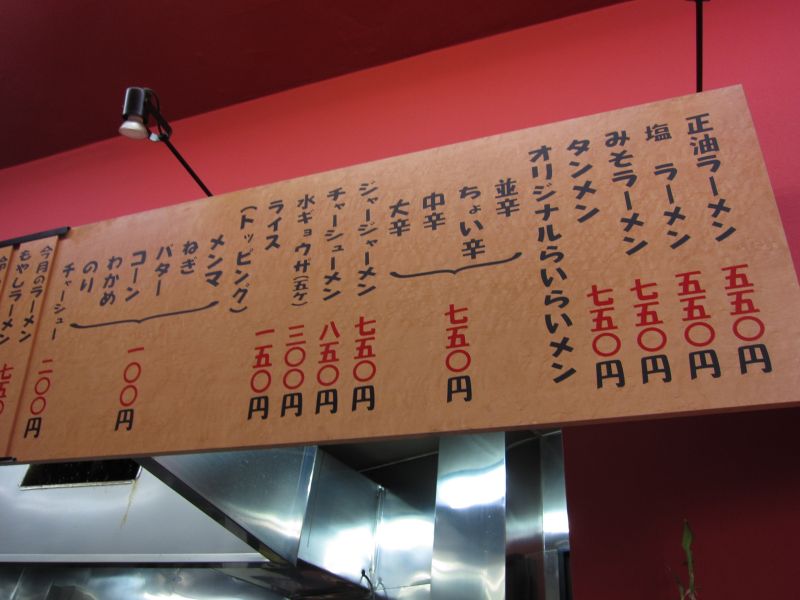 正油ラーメン 五五〇円
塩 ラーメン 五五〇円
みそラーメン 七五〇円
タンメン 七五〇円
オリジナルらいらいメン
並辛
ちょい辛
中辛
大辛
七五〇円
ジャージャーメン 七五〇円
チャーシューメン 八五〇円
水ギョウザ(五ケ) 三〇〇円
ライス 一五〇円
(トッピング)
メンマ
ねぎ
バター
コーン
わかめ
のり
一〇〇円
チャーシュー 二〇〇円
今月のラーメン
もやしラーメン 七五〇